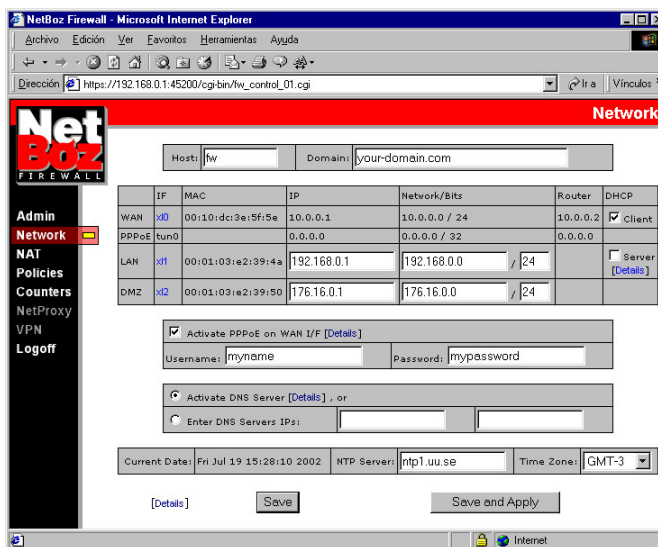 NetBoz Firewall - Microsoft Internet Explorer
Archivo Edición Ver Favoritos Herramientas Ayuda
Dirección https://192.168.0.1:45200/cgi-bin/fw_control_01.cgi Ir a Vínculos
Net Boz
FIREWALL
Network
Host: fw Domain: your-domain.com
IF MAC IP Network/Bits Router DHCP
WAN xl0 00:10:dc:3e:5f:5e 10.0.0.1 10.0.0.0 / 24 10.0.0.2 Client
PPPoE tun0 0.0.0.0 0.0.0.0 / 32 0.0.0.0
LAN xl1 00:01:03:e2:39:4a 192.168.0.1 192.168.0.0 / 24 Server [Details]
DMZ xl2 00:01:03:e2:39:50 176.16.0.1 176.16.0.0 / 24
Admin
Network
NAT
Policies
Counters
NetProxy
VPN
Logoff
Activate PPPoE on WAN I/F [Details]
Username: myname Password: mypassword
Activate DNS Server [Details] , or
Enter DNS Servers IPs:
Current Date: Fri Jul 19 15:28:10 2002 NTP Server: ntp1.uu.se Time Zone: GMT-3
[Details] Save Save and Apply
Internet